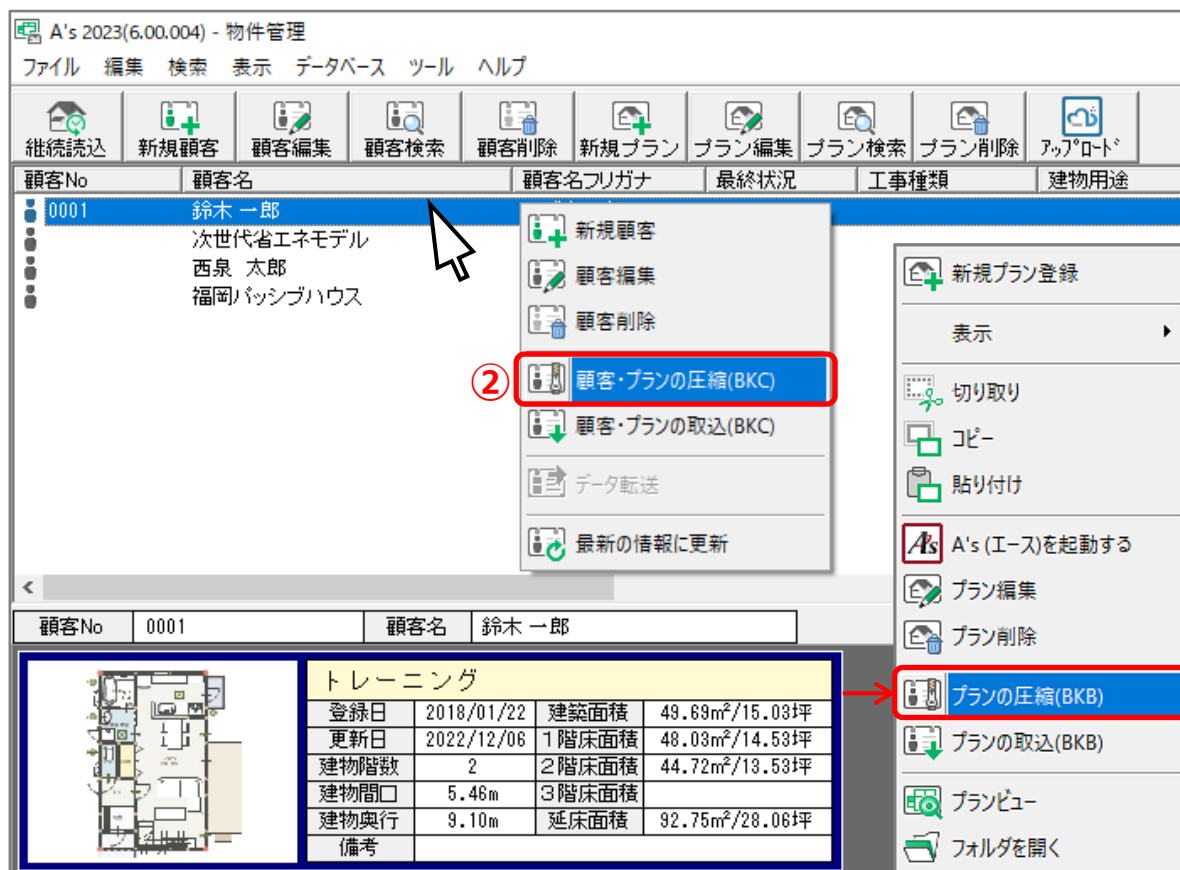 A's 2023(6.00.004) - 物件管理
ファイル 編集 検索 表示 データベース ツール ヘルプ
継続読込 新規顧客 顧客編集 顧客検索 顧客削除 新規プラン プラン編集 プラン検索 プラン削除 アップロード
顧客No 顧客名 顧客名フリガナ 最終状況 工事種類 建物用途
0001 鈴木 一郎
次世代省エネモデル
西泉 太郎
福岡パッシブハウス
新規顧客
顧客編集
顧客削除
② 顧客・プランの圧縮(BKC)
顧客・プランの取込(BKC)
データ転送
最新の情報に更新
新規プラン登録
表示
切り取り
コピー
貼り付け
A's A's (エース)を起動する
プラン編集
プラン削除
プランの圧縮(BKB)
プランの取込(BKB)
プランビュー
フォルダを開く
顧客No 0001 顧客名 鈴木 一郎
トレーニング
登録日 2018/01/22 建築面積 49.69m²/15.03坪
更新日 2022/12/06 1階床面積 48.03m²/14.53坪
建物階数 2 2階床面積 44.72m²/13.53坪
建物間口 5.46m 3階床面積
建物奥行 9.10m 延床面積 92.75m²/28.06坪
備考